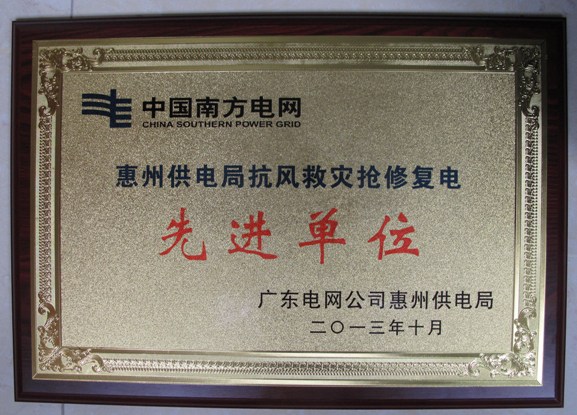 中国南方电网
CHINA SOUTHERN POWER GRID
惠州供电局抗风救灾抢修复电
先进单位
广东电网公司惠州供电局
二〇一三年十月